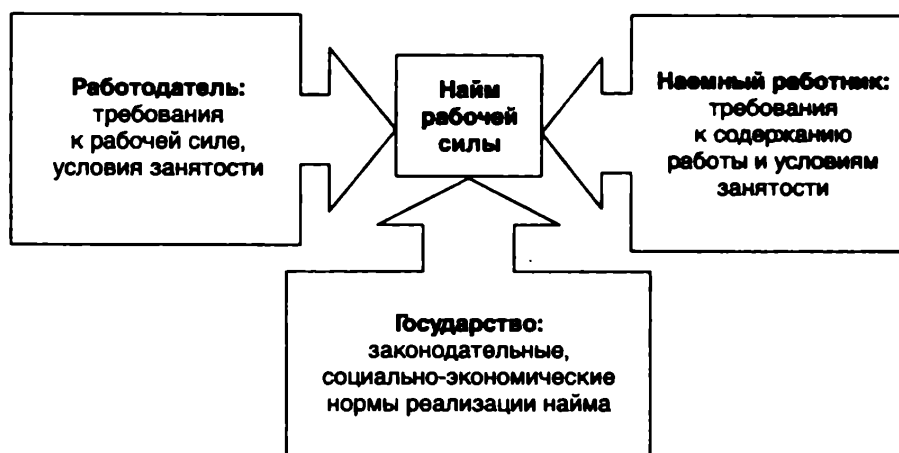 Работодатель:
требования
к рабочей силе,
условия занятости
Найм
рабочей
силы
Наемный работник:
требования
к содержанию
работы и условиям
занятости
Государство:
законодательные,
социально-экономические
нормы реализации найма